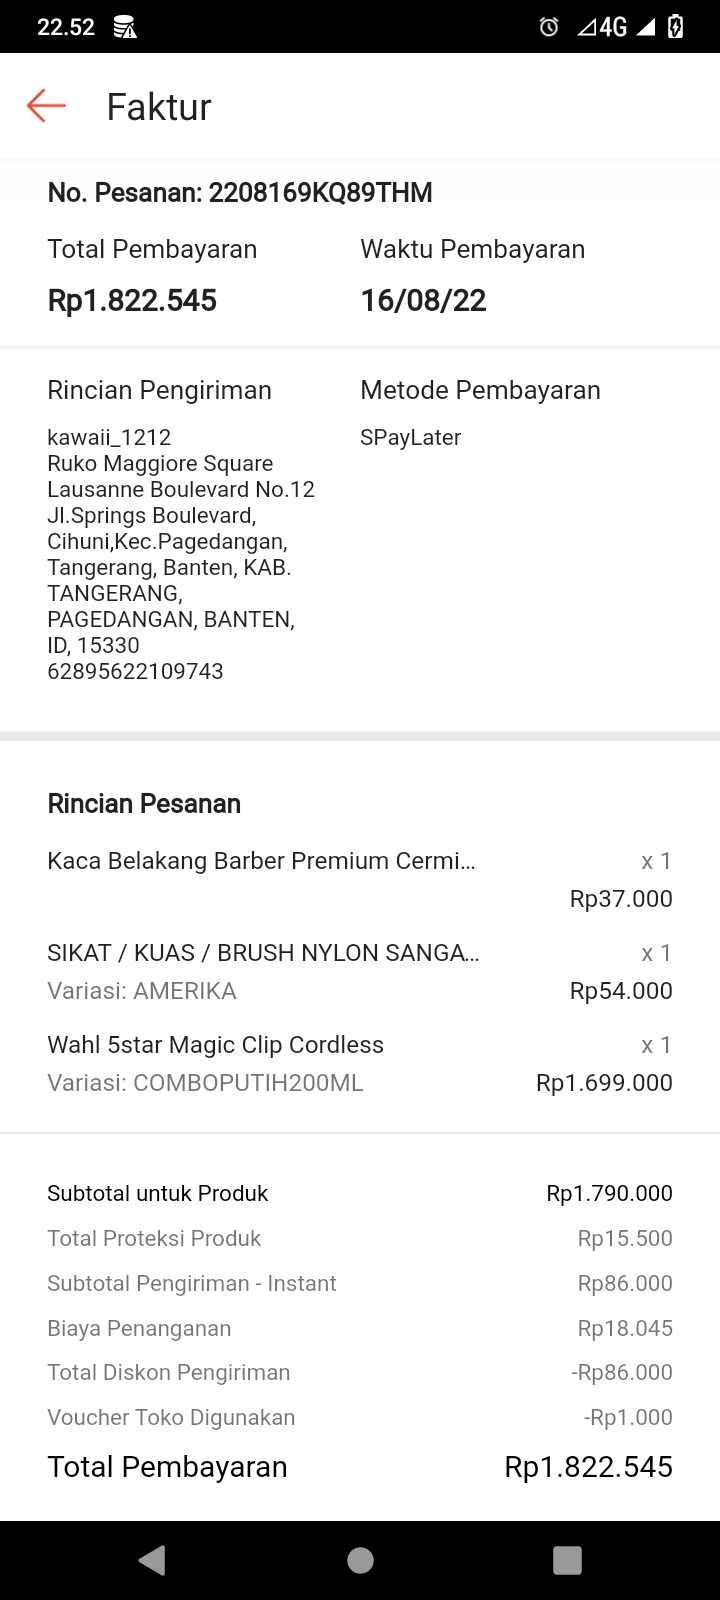 22.52
4G
Faktur
No. Pesanan: 2208169KQ89THM
Total Pembayaran
Waktu Pembayaran
Rp1.822.545
16/08/22
Rincian Pengiriman
Metode Pembayaran
kawaii_1212
SPayLater
Ruko Maggiore Square
Lausanne Boulevard No.12
Jl.Springs Boulevard,
Cihuni,Kec.Pagedangan,
Tangerang, Banten, KAB.
TANGERANG,
PAGEDANGAN, BANTEN,
ID, 15330
62895622109743
Rincian Pesanan
Kaca Belakang Barber Premium Cermi... x 1
Rp37.000
SIKAT / KUAS / BRUSH NYLON SANGA... x 1
Variasi: AMERIKA Rp54.000
Wahl 5star Magic Clip Cordless x 1
Variasi: COMBOPUTIH200ML Rp1.699.000
Subtotal untuk Produk Rp1.790.000
Total Proteksi Produk Rp15.500
Subtotal Pengiriman - Instant Rp86.000
Biaya Penanganan Rp18.045
Total Diskon Pengiriman -Rp86.000
Voucher Toko Digunakan -Rp1.000
Total Pembayaran Rp1.822.545